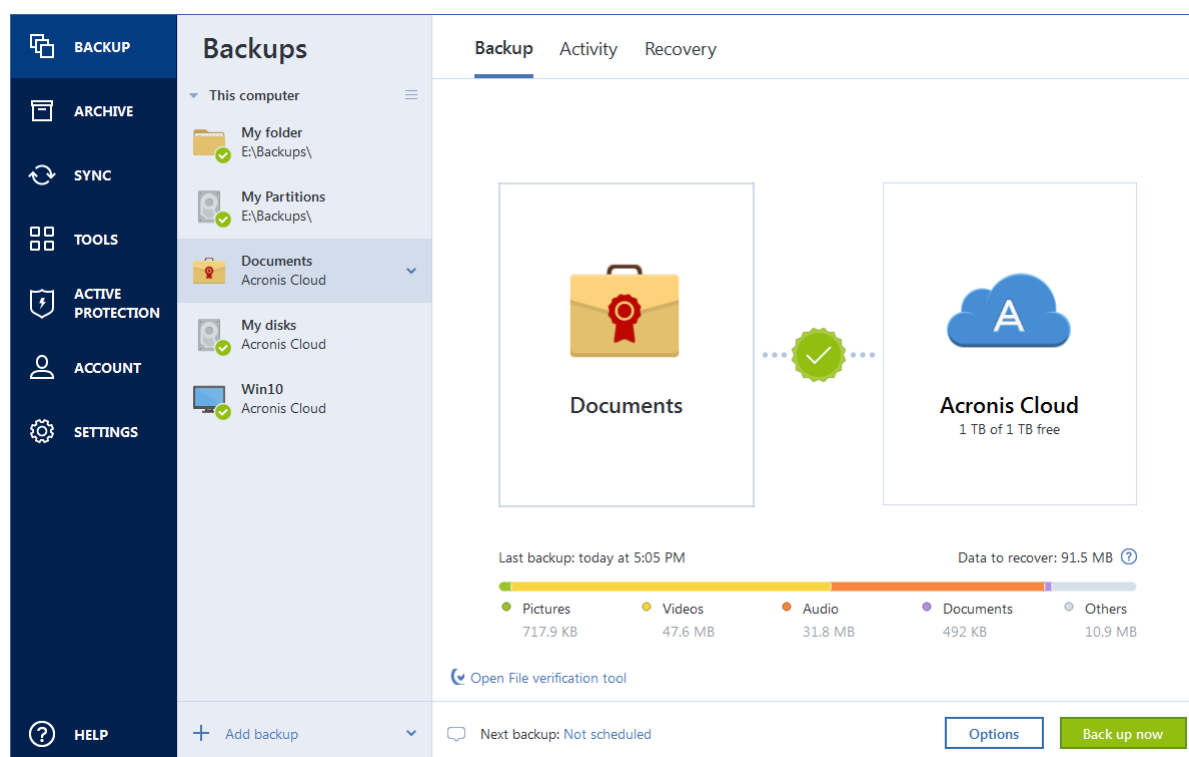 BACKUP
ARCHIVE
SYNC
TOOLS
ACTIVE
PROTECTION
ACCOUNT
SETTINGS
HELP
Backups
This computer
My folder
E:\Backups\
My Partitions
E:\Backups\
Documents
Acronis Cloud
My disks
Acronis Cloud
Win10
Acronis Cloud
Add backup
Backup Activity Recovery
Documents
A
Acronis Cloud
1 TB of 1 TB free
Last backup: today at 5:05 PM Data to recover: 91.5 MB ?
Pictures Videos Audio Documents Others
717.9 KB 47.6 MB 31.8 MB 492 KB 10.9 MB
Open File verification tool
Next backup: Not scheduled Options Back up now